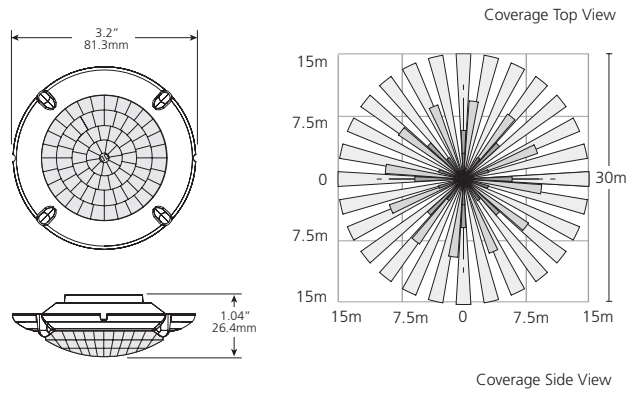 Coverage Top View
3.2”
81.3mm
15m
7.5m
0
7.5m
15m
30m
15m 7.5m 0 7.5m 15m
1.04”
26.4mm
Coverage Side View